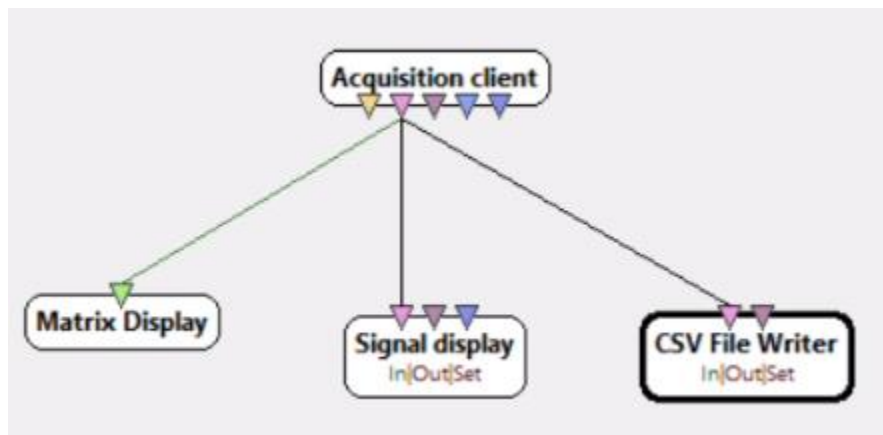 Acquisition client
Matrix Display
Signal display
In|Out|Set
CSV File Writer
In|Out|Set